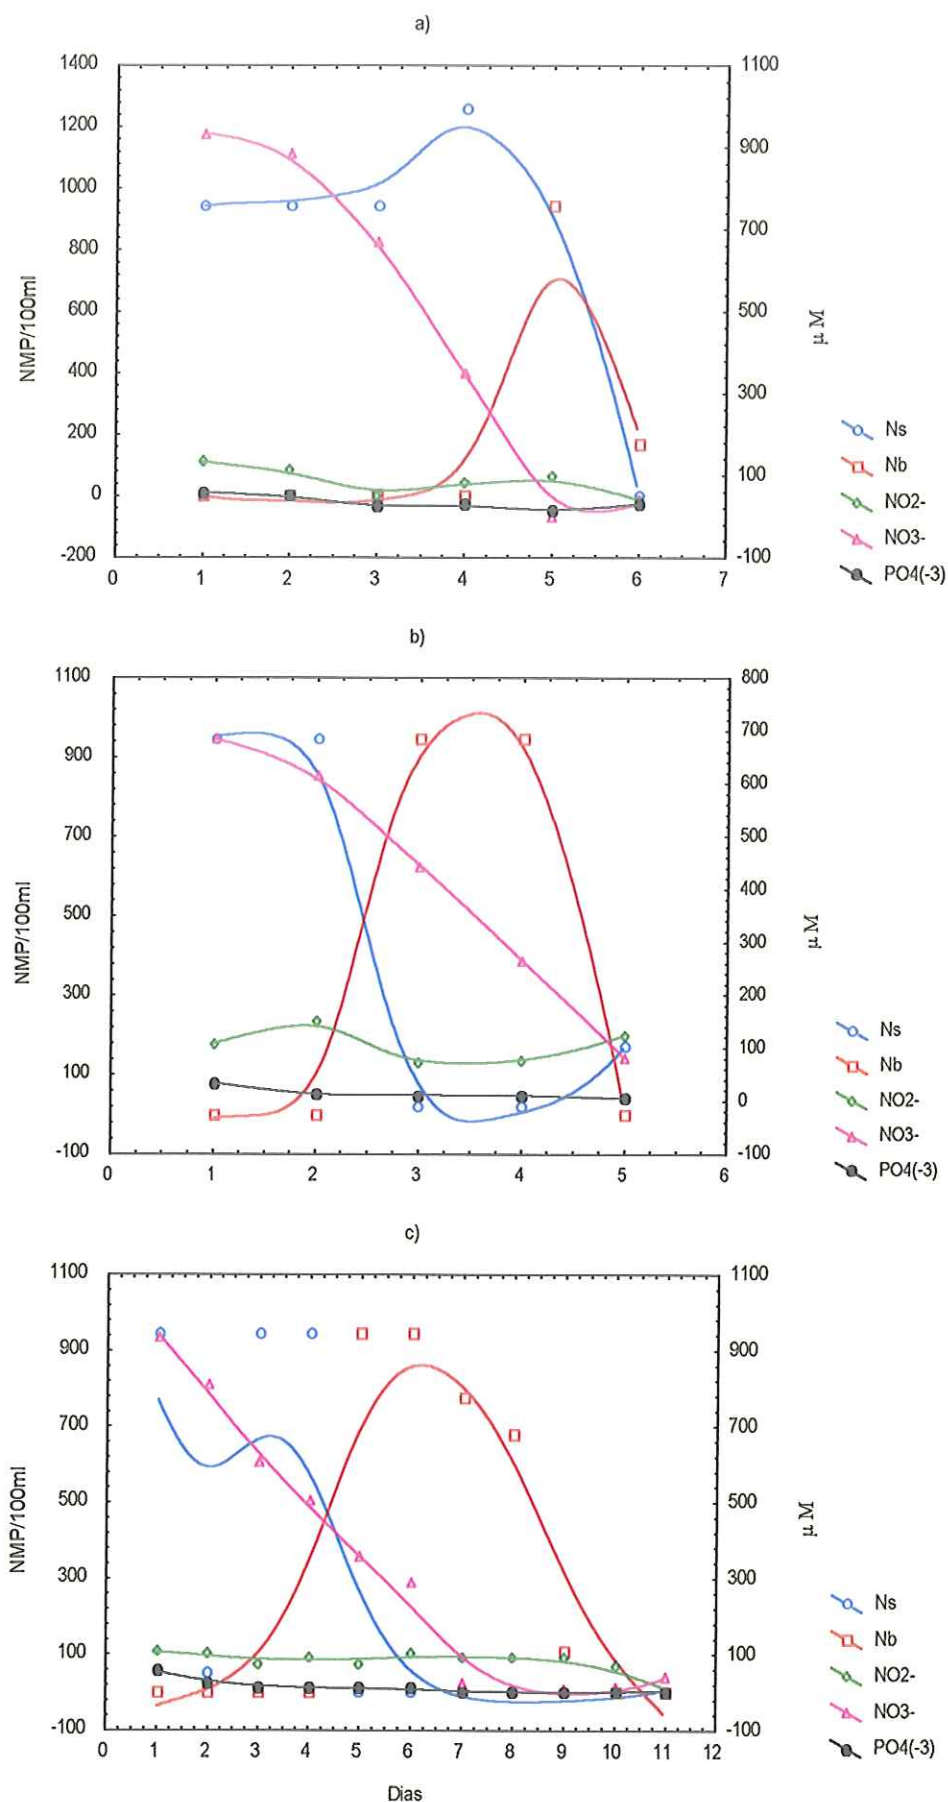 a)
1400
1200
1000
800
600
400
200
0
-200
1100
900
700
500
300
100
-100
0 1 2 3 4 5 6 7
NMP/100ml
µ M
Ns
Nb
NO2-
NO3-
PO4(-3)
b)
1100
900
700
500
300
100
-100
800
700
600
500
400
300
200
100
0
-100
0 1 2 3 4 5 6
NMP/100ml
µ M
Ns
Nb
NO2-
NO3-
PO4(-3)
c)
1100
900
700
500
300
100
-100
1100
900
700
500
300
100
-100
0 1 2 3 4 5 6 7 8 9 10 11 12
NMP/100ml
µ M
Dias
Ns
Nb
NO2-
NO3-
PO4(-3)